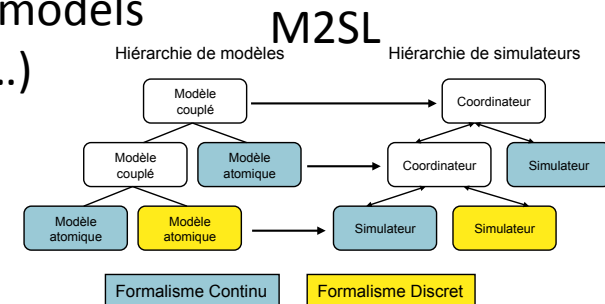 models
M2SL
..)
Hiérarchie de modèles
Hiérarchie de simulateurs
Modèle
couplé
Coordinateur
Modèle
couplé
Modèle
atomique
Coordinateur
Simulateur
Modèle
atomique
Modèle
atomique
Simulateur
Simulateur
Formalisme Continu
Formalisme Discret